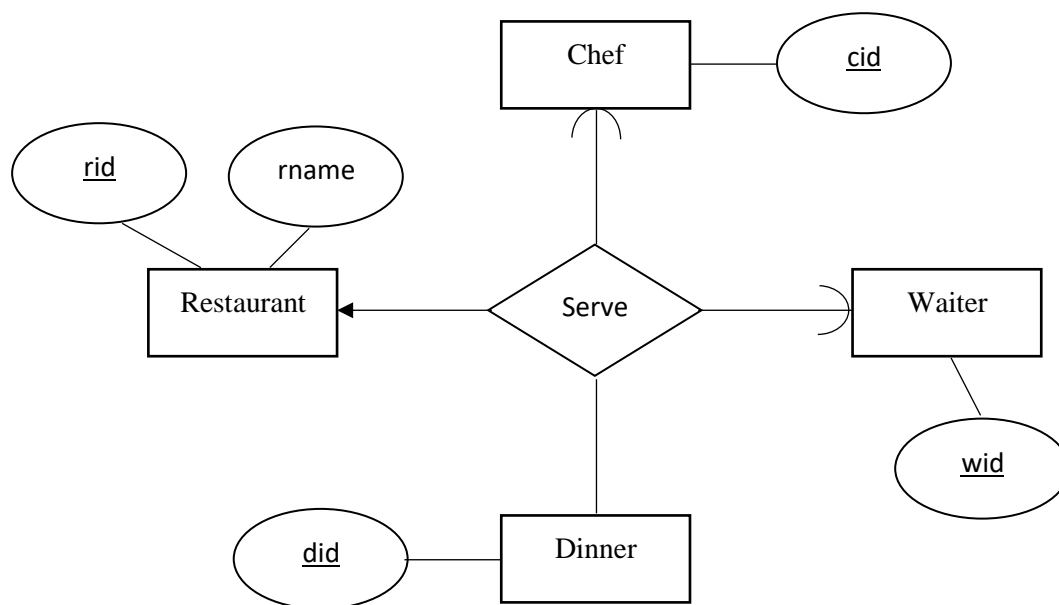 Chef
cid
rid
rname
Restaurant
Serve
Waiter
wid
Dinner
did